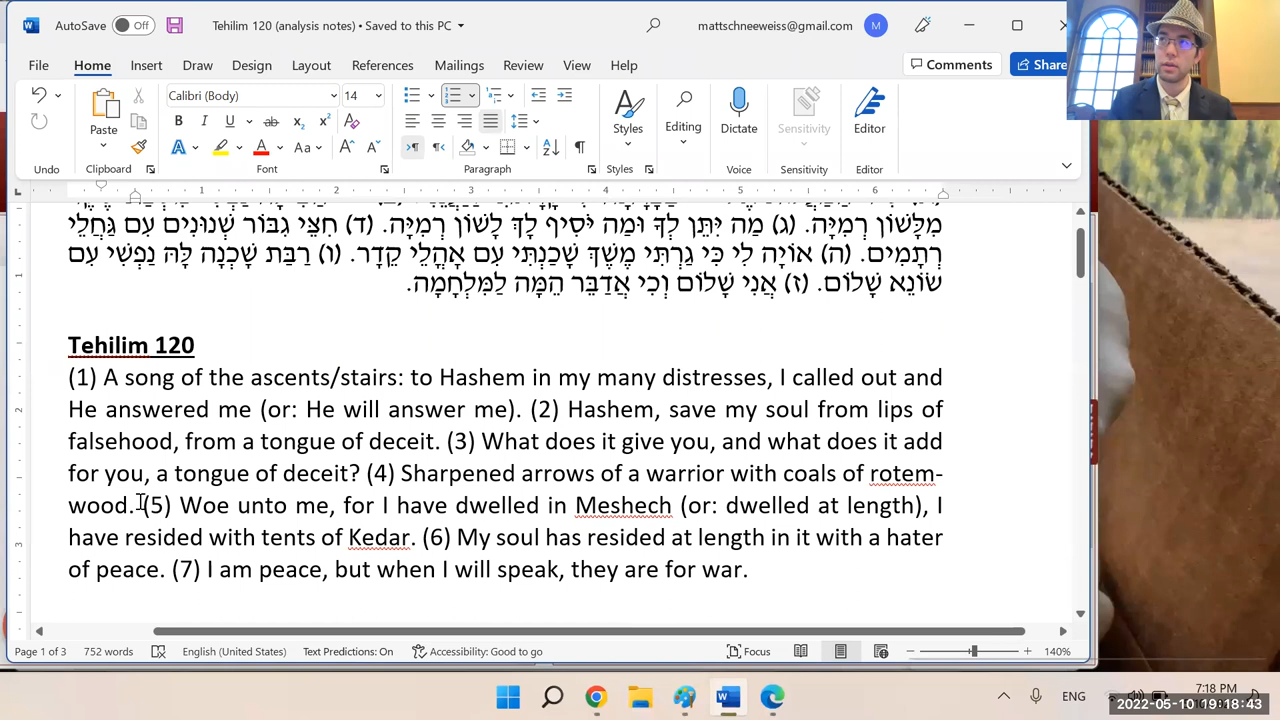 AutoSave Off Tehilim 120 (analysis notes) • Saved to this PC mattschneeweiss@gmail.com M
File Home Insert Draw Design Layout References Mailings Review View Help Comments Share
Calibri (Body) 14
Paste Styles Editing Dictate Sensitivity Editor
Undo Clipboard Font Paragraph Styles Voice Sensitivity Editor
1 2 3 4 5 6
מִלָּשׁוֹן רְמִיָּה. (ג) מַה יִּתֵּן לְךָ וּמַה יֹּסִיף לָךְ לָשׁוֹן רְמִיָּה. (ד) חִצֵּי גִבּוֹר שְׁנוּנִים עִם גַּחֲלֵי
רְתָמִים. (ה) אוֹיָה לִי כִּי גַרְתִּי מֶשֶׁךְ שָׁכַנְתִּי עִם אָהֳלֵי קֵדָר. (ו) רַבַּת שָׁכְנָה לָּהּ נַפְשִׁי עִם
שׂוֹנֵא שָׁלוֹם. (ז) אֲנִי שָׁלוֹם וְכִי אֲדַבֵּר הֵמָּה לַמִּלְחָמָה.
Tehilim 120
(1) A song of the ascents/stairs: to Hashem in my many distresses, I called out and
He answered me (or: He will answer me). (2) Hashem, save my soul from lips of
falsehood, from a tongue of deceit. (3) What does it give you, and what does it add
for you, a tongue of deceit? (4) Sharpened arrows of a warrior with coals of rotem-
wood. (5) Woe unto me, for I have dwelled in Meshech (or: dwelled at length), I
have resided with tents of Kedar. (6) My soul has resided at length in it with a hater
of peace. (7) I am peace, but when I will speak, they are for war.
Page 1 of 3 752 words English (United States) Text Predictions: On Accessibility: Good to go Focus 140%
ENG 7:18 PM
2022-05-10 19:18:43